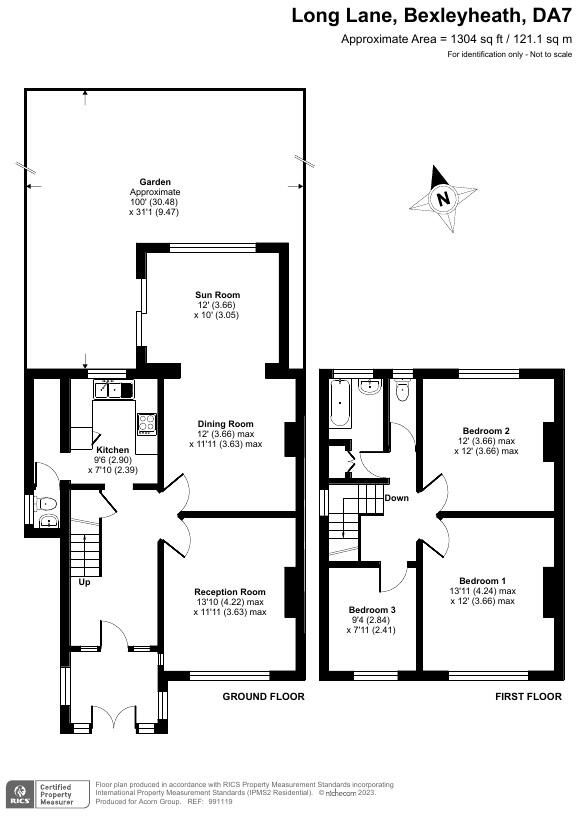 Long Lane, Bexleyheath, DA7
Approximate Area = 1304 sq ft / 121.1 sq m
For identification only - Not to scale
Garden
Approximate
100' (30.48)
x 31'1 (9.47)
N
Sun Room
12' (3.66)
x 10' (3.05)
Dining Room
12' (3.66) max
x 11'11 (3.63) max
Kitchen
9'6 (2.90)
x 7'10 (2.39)
Up
Reception Room
13'10 (4.22) max
x 11'11 (3.63) max
GROUND FLOOR
Bedroom 2
12' (3.66) max
x 12' (3.66) max
Down
Bedroom 1
13'11 (4.24) max
x 12' (3.66) max
Bedroom 3
9'4 (2.84)
x 7'11 (2.41)
FIRST FLOOR
RICS
Certified
Property
Measurer
Floor plan produced in accordance with RICS Property Measurement Standards incorporating
International Property Measurement Standards (IPMS2 Residential). © nichecom 2023.
Produced for Acorn Group. REF: 991119